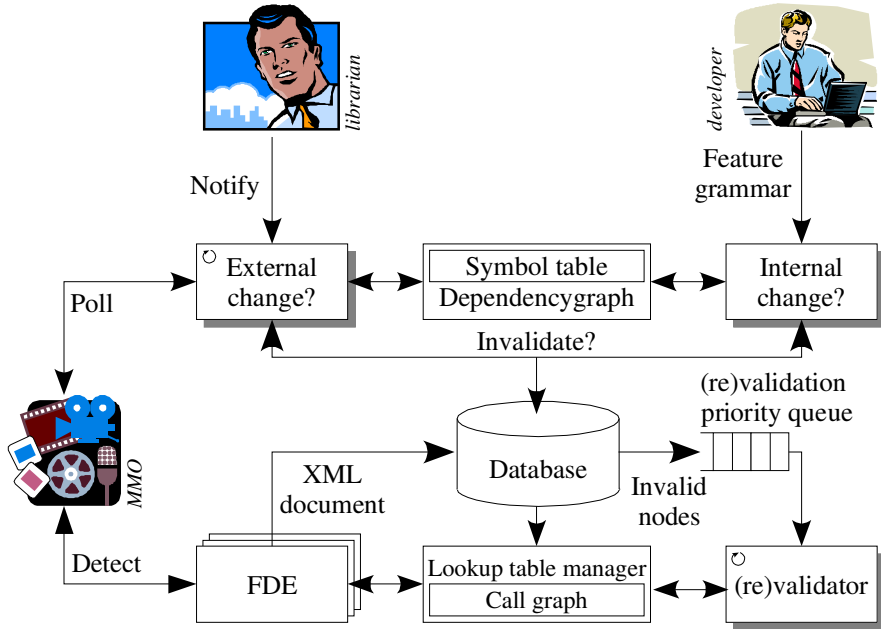 librarian
developer
Notify
Feature
grammar
External
change?
Symbol table
Dependencygraph
Internal
change?
Poll
Invalidate?
(re)validation
priority queue
MMO
XML
document
Database
Invalid
nodes
Detect
FDE
Lookup table manager
Call graph
(re)validator